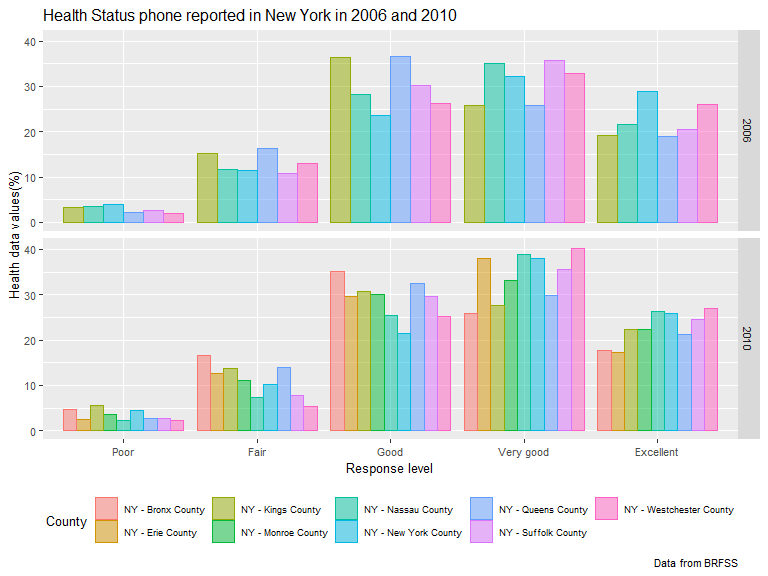 Health Status phone reported in New York in 2006 and 2010
Health data values(%)
40
30
20
10
0
2006
40
30
20
10
0
2010
Poor Fair Good Very good Excellent
Response level
County
NY - Bronx County NY - Kings County NY - Nassau County NY - Queens County NY - Westchester County
NY - Erie County NY - Monroe County NY - New York County NY - Suffolk County
Data from BRFSS